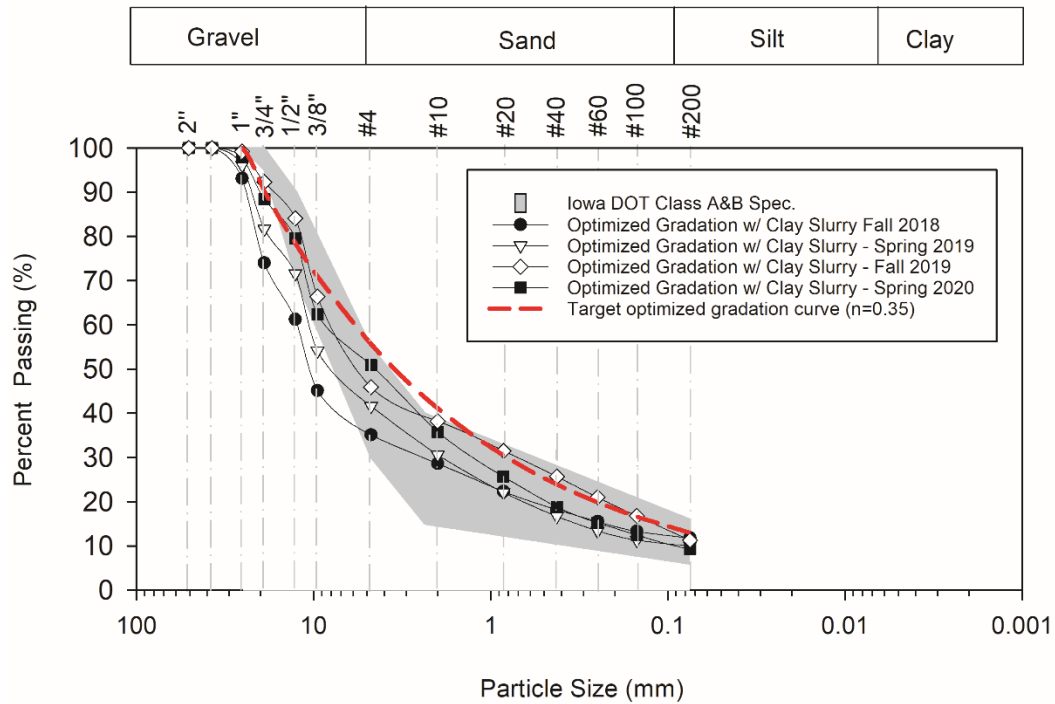 Gravel Sand Silt Clay
2" 1" 3/4" 1/2" 3/8" #4 #10 #20 #40 #60 #100 #200
100
90
80
70
60
50
40
30
20
10
0
Percent Passing (%)
Iowa DOT Class A&B Spec.
Optimized Gradation w/ Clay Slurry Fall 2018
Optimized Gradation w/ Clay Slurry - Spring 2019
Optimized Gradation w/ Clay Slurry - Fall 2019
Optimized Gradation w/ Clay Slurry - Spring 2020
Target optimized gradation curve (n=0.35)
100 10 1 0.1 0.01 0.001
Particle Size (mm)